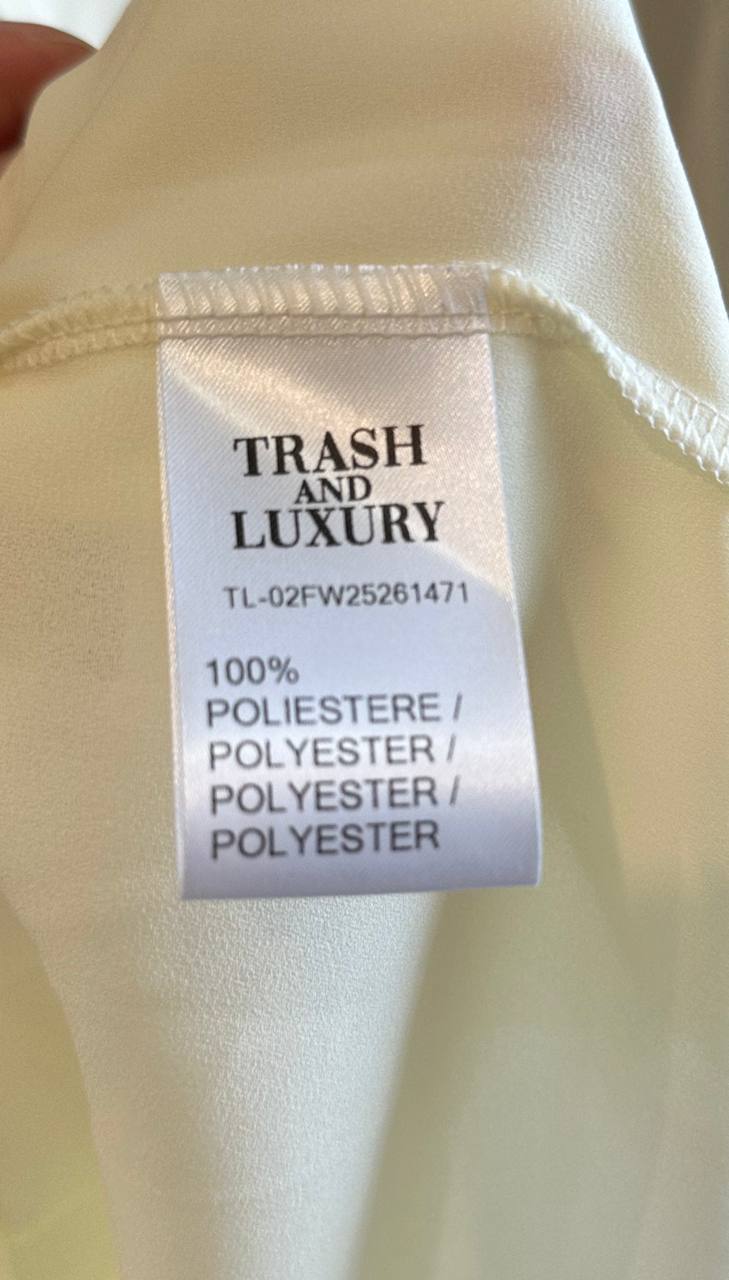 TRASH
AND
LUXURY
TL-02FW25261471
100%
POLIESTERE /
POLYESTER /
POLYESTER /
POLYESTER